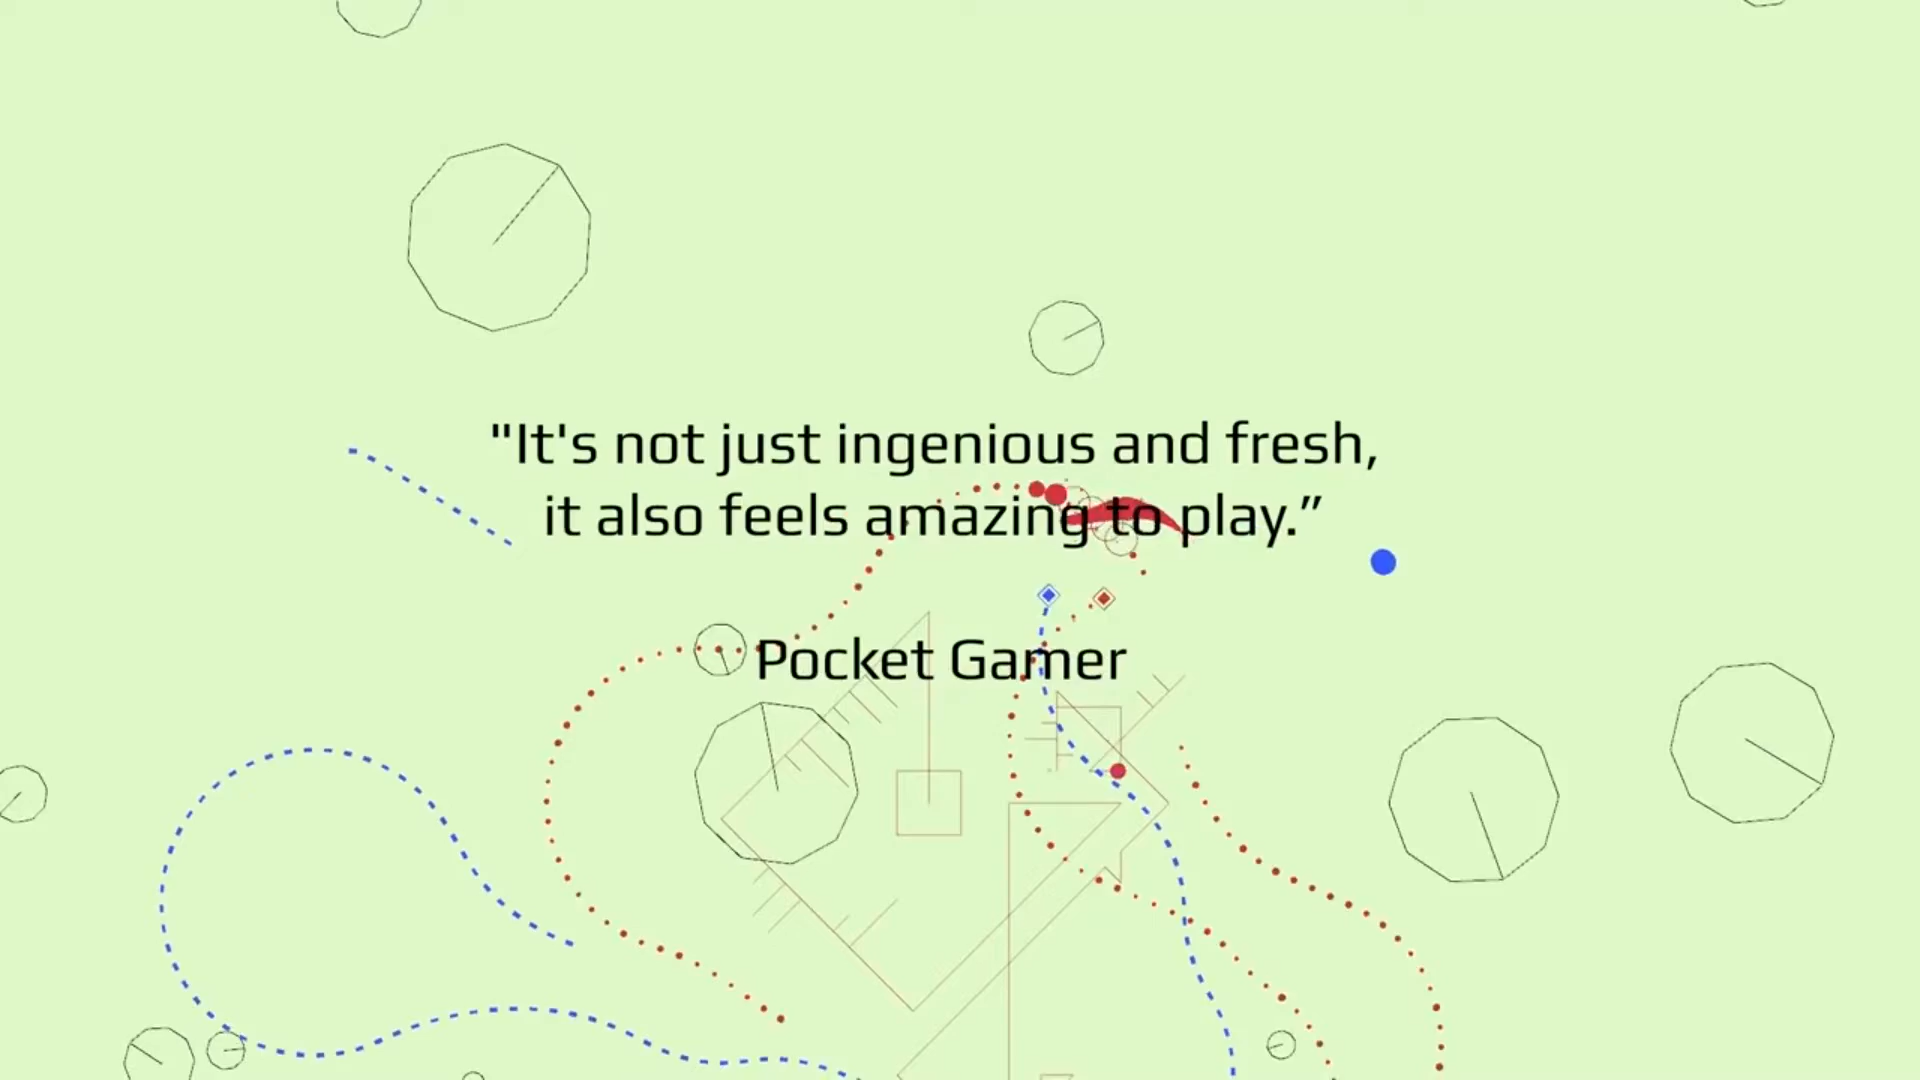 "It's not just ingenious and fresh,
it also feels amazing to play.”
Pocket Gamer